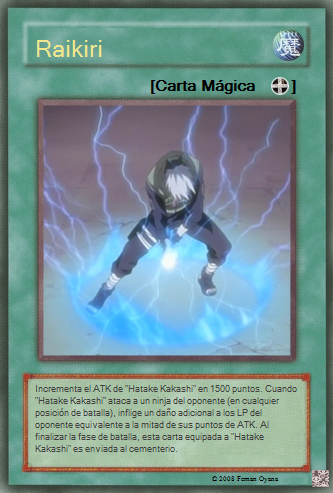 Raikiri
魔
[Carta Mágica ]
Incrementa el ATK de "Hatake Kakashi" en 1500 puntos. Cuando
"Hatake Kakashi" ataca a un ninja del oponente (en cualquier
posición de batalla), inflige un daño adicional a los LP del
oponente equivalente a la mitad de sus puntos de ATK. Al
finalizar la fase de batalla, esta carta equipada a "Hatake
Kakashi" es enviada al cementerio.
© 2008 Fernan Oyana